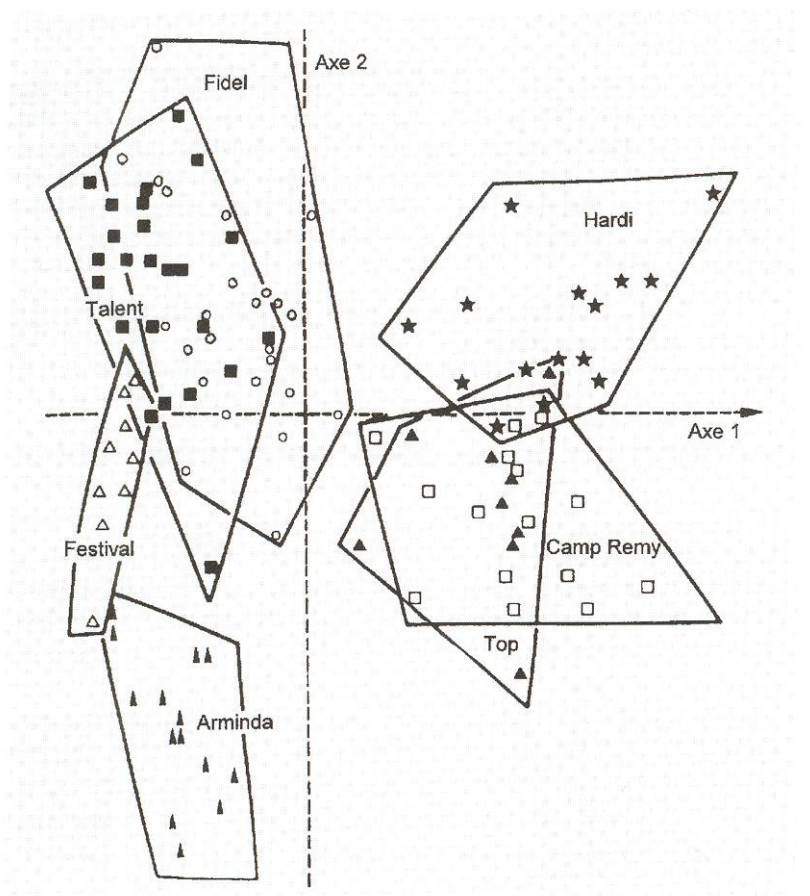 Axe 2
Fidel
Hardi
Talent
Axe 1
Festival
Camp Remy
Top
Arminda